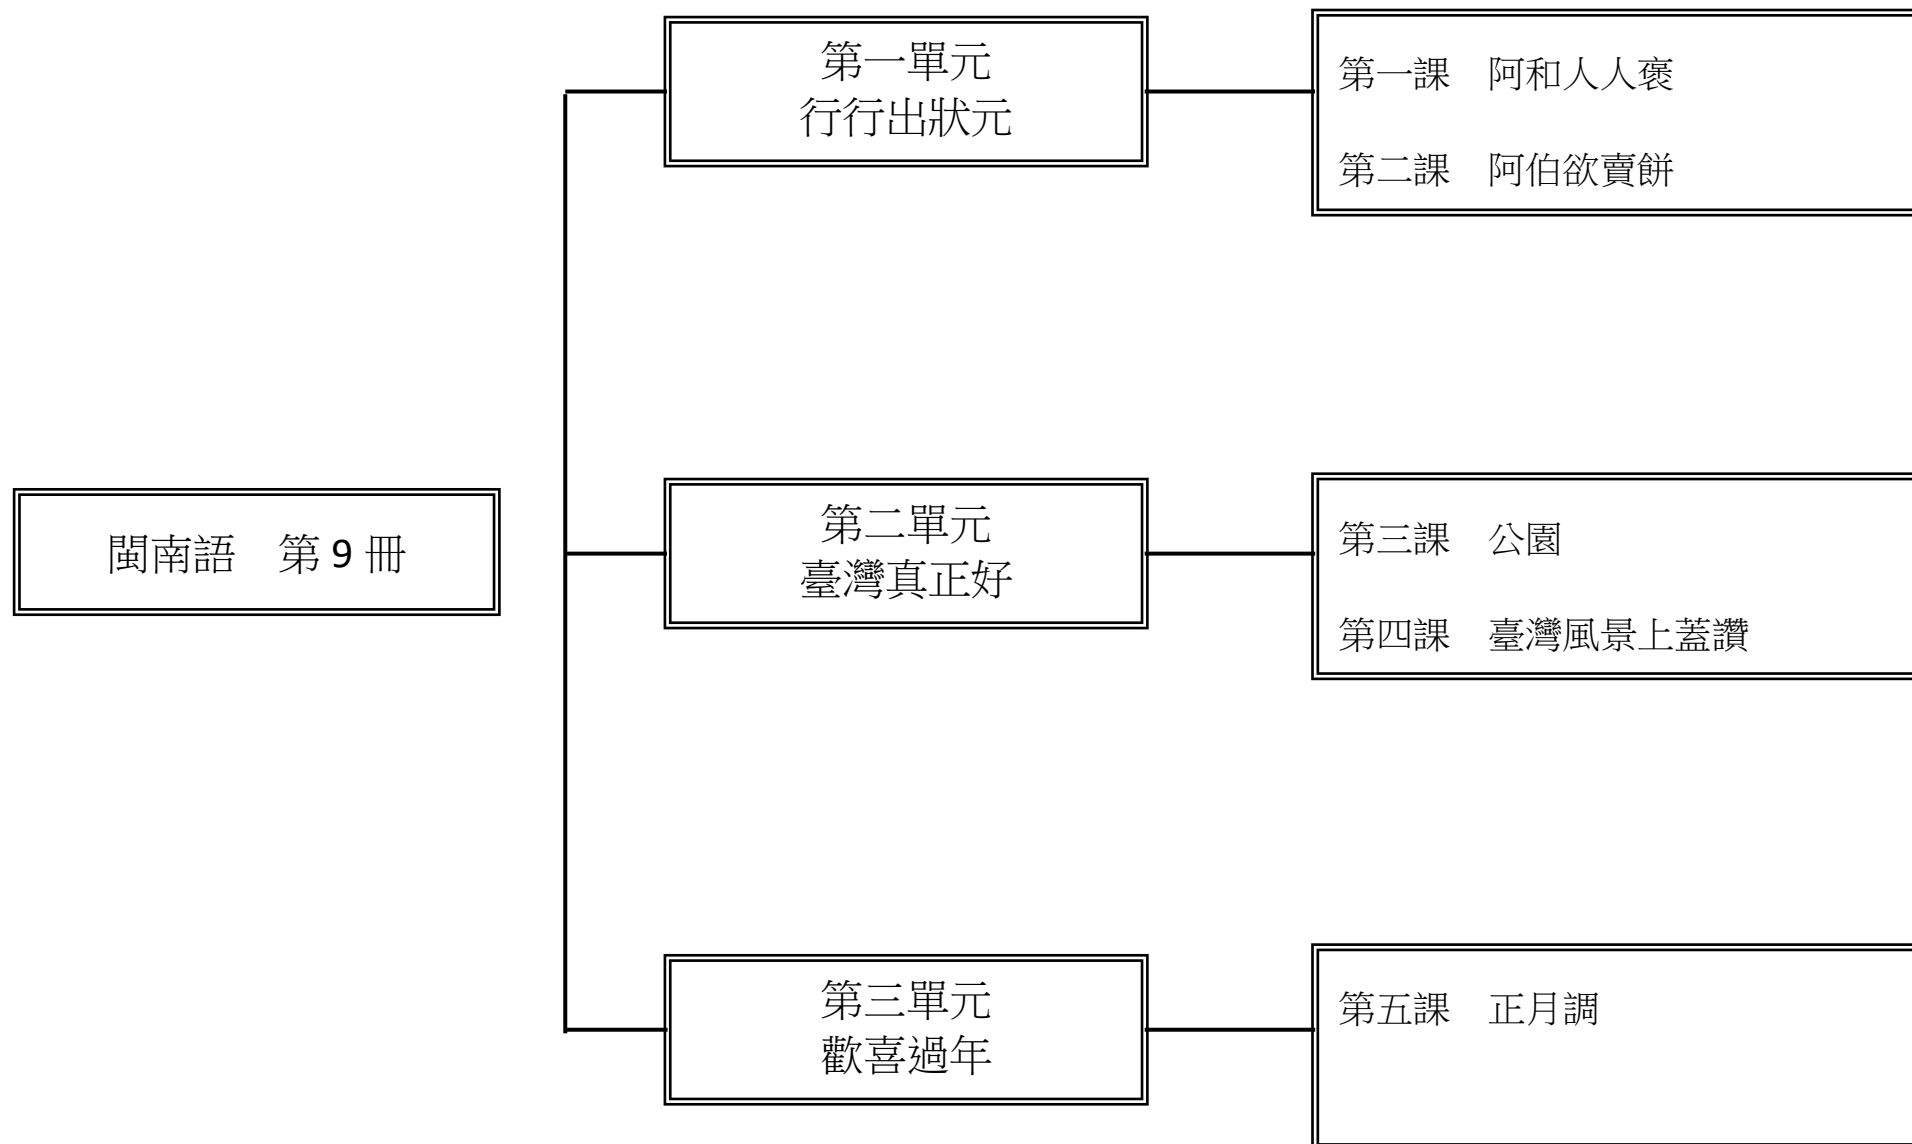 閩南語　第 9 冊
第一單元
行行出狀元
第一課　阿和人人褒
第二課　阿伯欲賣餅
第二單元
臺灣真正好
第三課　公園
第四課　臺灣風景上蓋讚
第三單元
歡喜過年
第五課　正月調